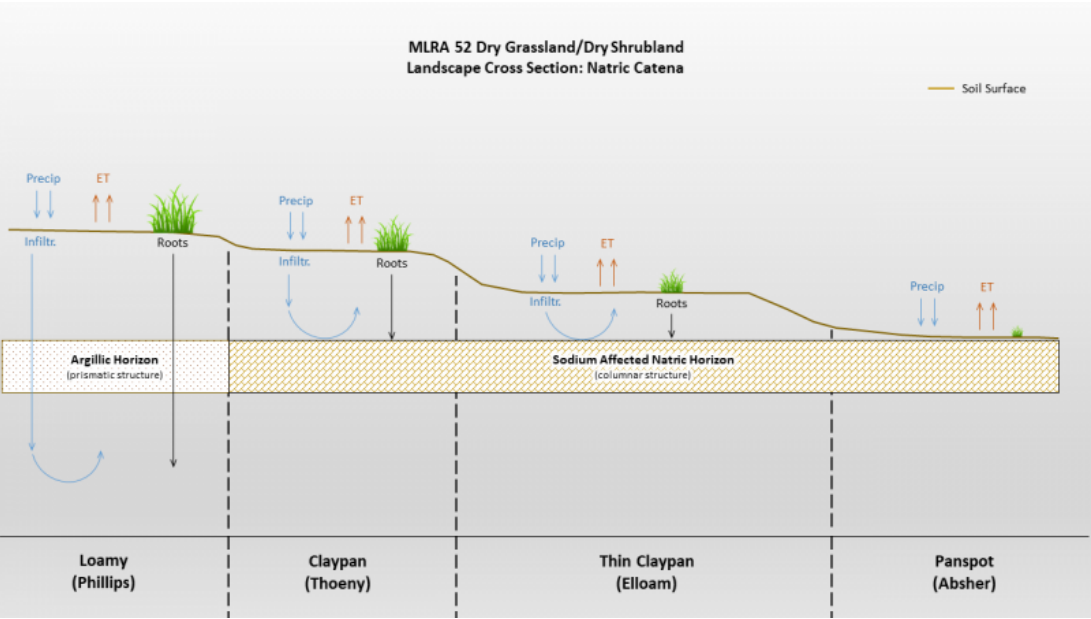 MLRA 52 Dry Grassland/Dry Shrubland
Landscape Cross Section: Natric Catena
Soil Surface
Precip ET
Infiltr. Roots
Precip ET
Infiltr. Roots
Precip ET
Infiltr. Roots
Precip ET
Argillic Horizon
(prismatic structure)
Sodium Affected Natric Horizon
(columnar structure)
Loamy
(Phillips)
Claypan
(Thoeny)
Thin Claypan
(Elloam)
Panspot
(Absher)